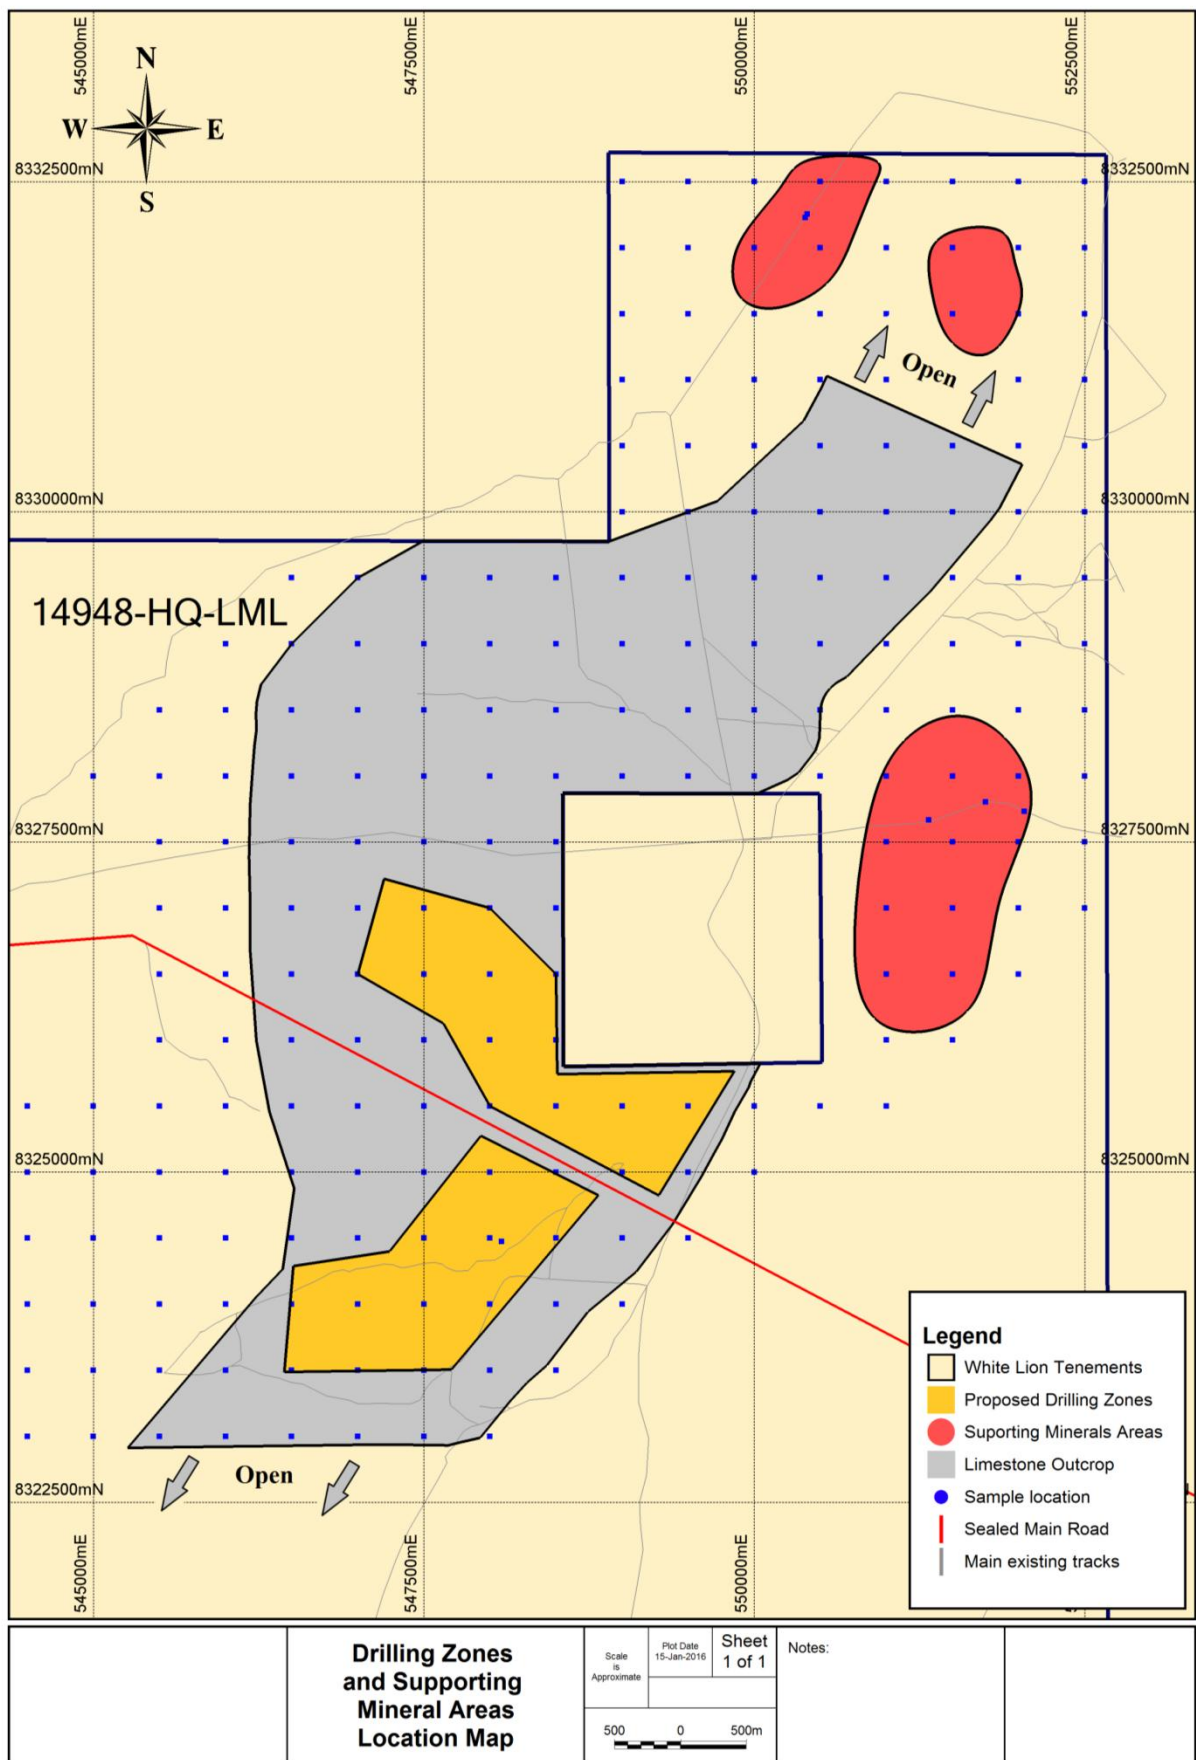 545000mE
547500mE
550000mE
552500mE
N
W E
S
8332500mN
8332500mN
Open
8330000mN
8330000mN
14948-HQ-LML
8327500mN
8327500mN
8325000mN
8325000mN
Open
8322500mN
545000mE
547500mE
550000mE
Legend
White Lion Tenements
Proposed Drilling Zones
Suporting Minerals Areas
Limestone Outcrop
Sample location
Sealed Main Road
Main existing tracks
Drilling Zones
and Supporting
Mineral Areas
Location Map
Scale
is
Approximate
Plot Date
15-Jan-2016
Sheet
1 of 1
500 0 500m
Notes: